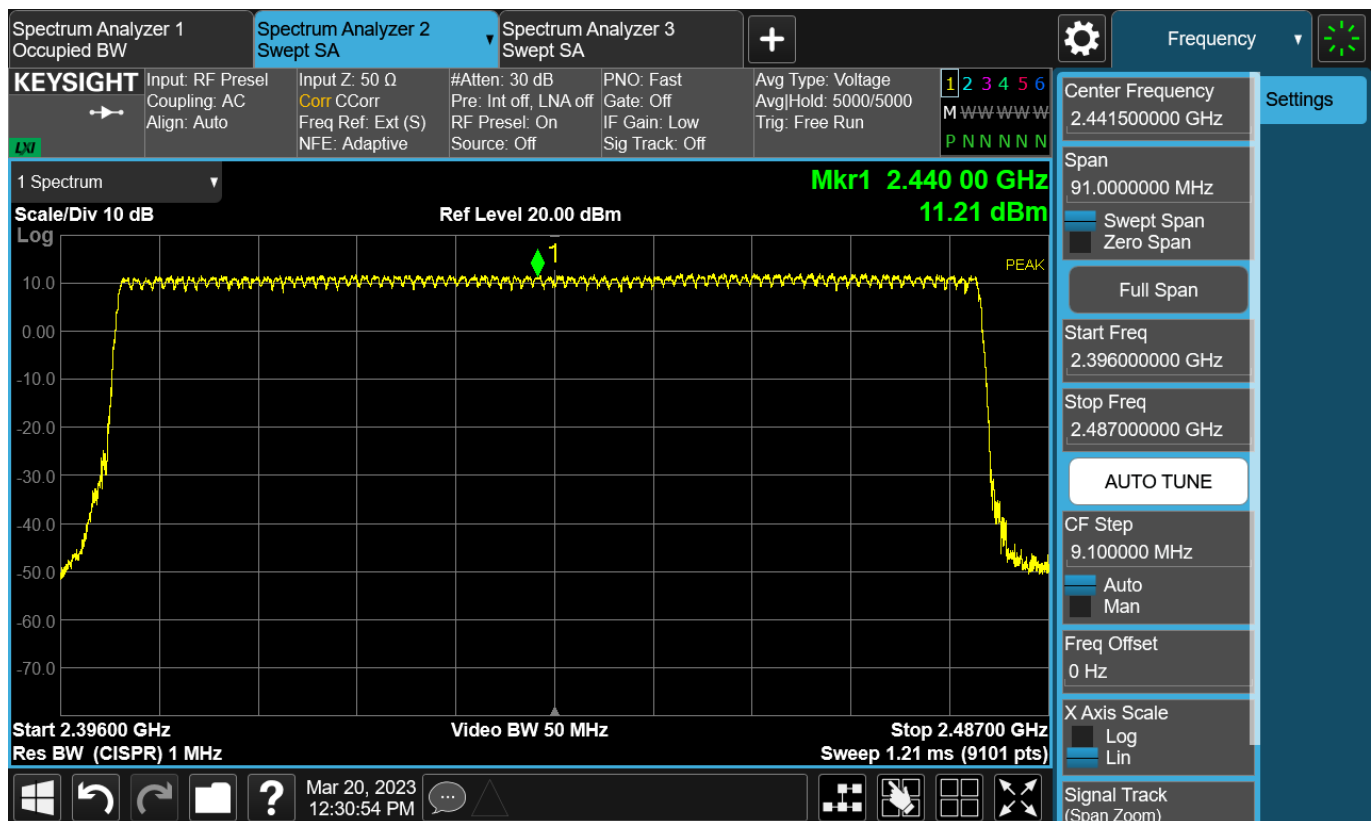 Spectrum Analyzer 1
Occupied BW
Spectrum Analyzer 2
Swept SA
Spectrum Analyzer 3
Swept SA
Frequency
KEYSIGHT
LXI
Input: RF Presel
Coupling: AC
Align: Auto
Input Z: 50 Ω
Corr CCorr
Freq Ref: Ext (S)
NFE: Adaptive
#Atten: 30 dB
Pre: Int off, LNA off
RF Presel: On
Source: Off
PNO: Fast
Gate: Off
IF Gain: Low
Sig Track: Off
Avg Type: Voltage
Avg|Hold: 5000/5000
Trig: Free Run
1 2 3 4 5 6
M W W W W W
P N N N N N
1 Spectrum
Mkr1 2.440 00 GHz
Scale/Div 10 dB
Ref Level 20.00 dBm
11.21 dBm
Log
1
PEAK
10.0
0.00
-10.0
-20.0
-30.0
-40.0
-50.0
-60.0
-70.0
Start 2.39600 GHz
Video BW 50 MHz
Stop 2.48700 GHz
Res BW (CISPR) 1 MHz
Sweep 1.21 ms (9101 pts)
Center Frequency
2.441500000 GHz
Settings
Span
91.0000000 MHz
Swept Span
Zero Span
Full Span
Start Freq
2.396000000 GHz
Stop Freq
2.487000000 GHz
AUTO TUNE
CF Step
9.100000 MHz
Auto
Man
Freq Offset
0 Hz
X Axis Scale
Log
Lin
Signal Track
(Span Zoom)
?
Mar 20, 2023
12:30:54 PM